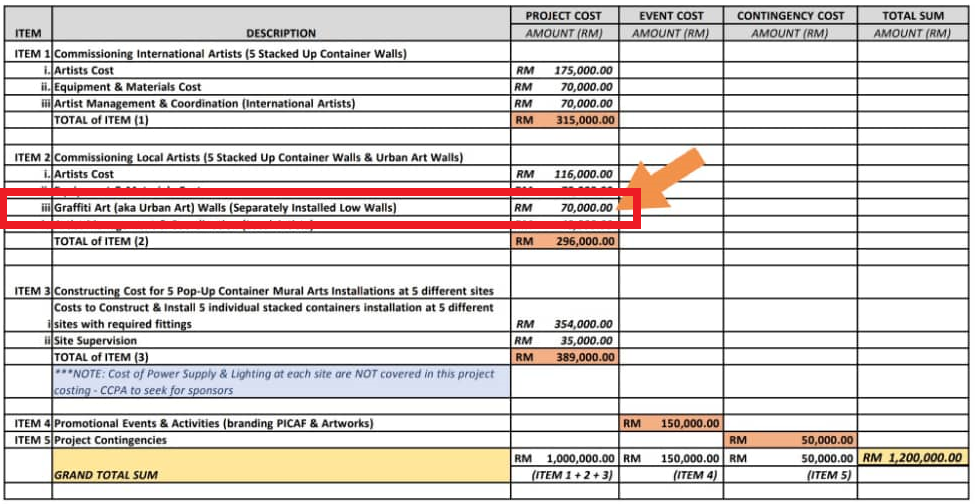 PROJECT COST EVENT COST CONTINGENCY COST TOTAL SUM
ITEM DESCRIPTION AMOUNT (RM) AMOUNT (RM) AMOUNT (RM) AMOUNT (RM)
ITEM 1 Commissioning International Artists (5 Stacked Up Container Walls)
i. Artists Cost RM 175,000.00
ii. Equipment & Materials Cost RM 70,000.00
iii Artist Management & Coordination (International Artists) RM 70,000.00
TOTAL of ITEM (1) RM 315,000.00
ITEM 2 Commissioning Local Artists (5 Stacked Up Container Walls & Urban Art Walls)
i. Artists Cost RM 116,000.00
iii Graffiti Art (aka Urban Art) Walls (Separately Installed Low Walls) RM 70,000.00
TOTAL of ITEM (2) RM 296,000.00
ITEM 3 Constructing Cost for 5 Pop-Up Container Mural Arts Installations at 5 different sites
Costs to Construct & Install 5 individual stacked containers installation at 5 different
i sites with required fittings RM 354,000.00
ii Site Supervision RM 35,000.00
TOTAL of ITEM (3) RM 389,000.00
***NOTE: Cost of Power Supply & Lighting at each site are NOT covered in this project
costing - CCPA to seek for sponsors
ITEM 4 Promotional Events & Activities (branding PICAF & Artworks) RM 150,000.00
ITEM 5 Project Contingencies RM 50,000.00
RM 1,000,000.00 RM 150,000.00 RM 50,000.00 RM 1,200,000.00
GRAND TOTAL SUM (ITEM 1 + 2 + 3) (ITEM 4) (ITEM 5)